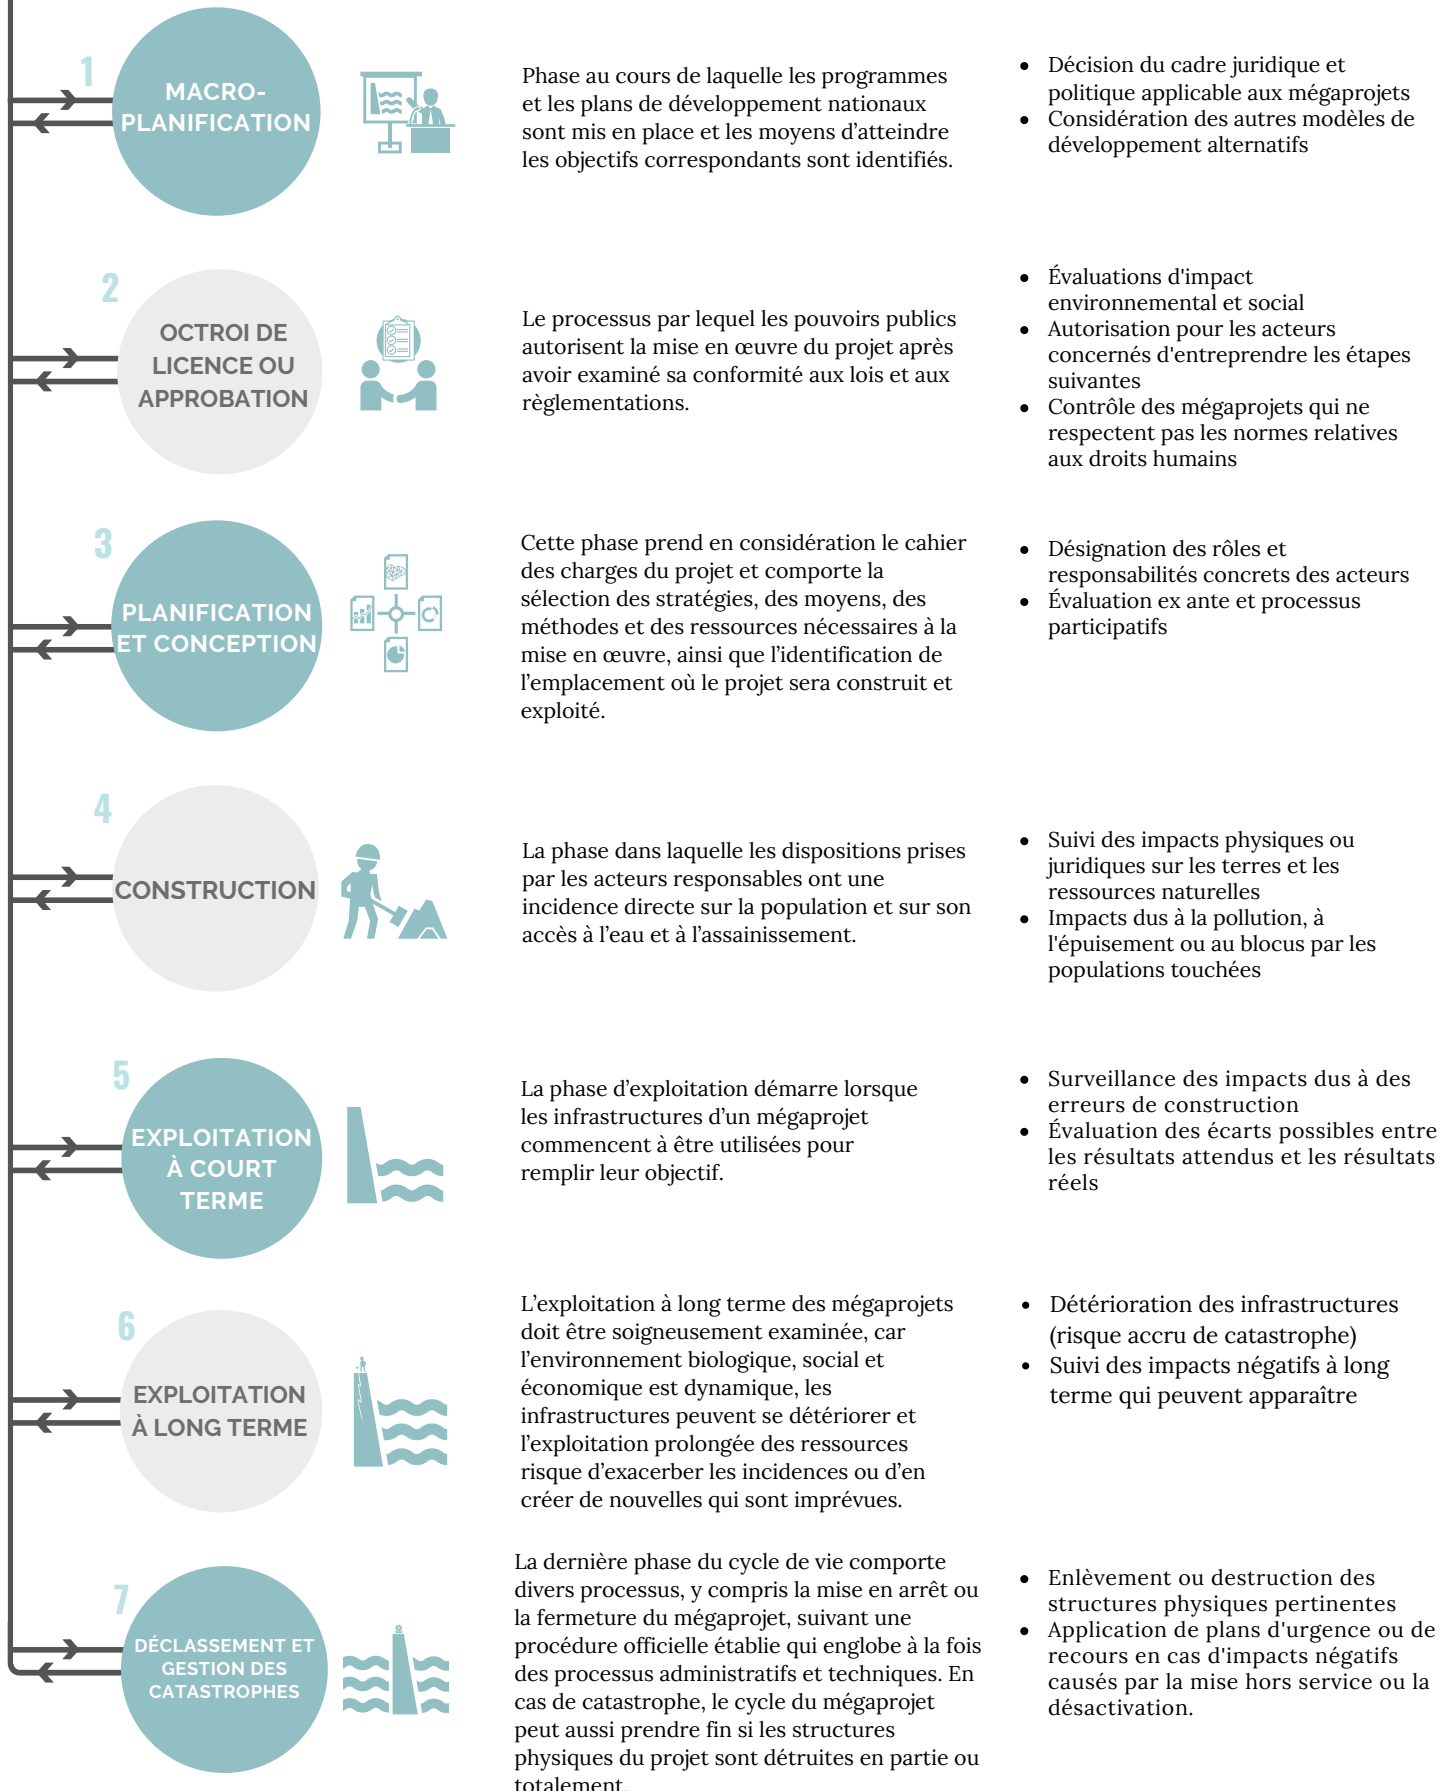 1
MACRO-
PLANIFICATION
Phase au cours de laquelle les programmes
et les plans de développement nationaux
sont mis en place et les moyens d’atteindre
les objectifs correspondants sont identifiés.
• Décision du cadre juridique et
politique applicable aux mégaprojets
• Considération des autres modèles de
développement alternatifs
2
OCTROI DE
LICENCE OU
APPROBATION
Le processus par lequel les pouvoirs publics
autorisent la mise en œuvre du projet après
avoir examiné sa conformité aux lois et aux
règlementations.
• Évaluations d'impact
environnemental et social
• Autorisation pour les acteurs
concernés d'entreprendre les étapes
suivantes
• Contrôle des mégaprojets qui ne
respectent pas les normes relatives
aux droits humains
3
PLANIFICATION
ET CONCEPTION
Cette phase prend en considération le cahier
des charges du projet et comporte la
sélection des stratégies, des moyens, des
méthodes et des ressources nécessaires à la
mise en œuvre, ainsi que l’identification de
l’emplacement où le projet sera construit et
exploité.
• Désignation des rôles et
responsabilités concrets des acteurs
• Évaluation ex ante et processus
participatifs
4
CONSTRUCTION
La phase dans laquelle les dispositions prises
par les acteurs responsables ont une
incidence directe sur la population et sur son
accès à l’eau et à l’assainissement.
• Suivi des impacts physiques ou
juridiques sur les terres et les
ressources naturelles
• Impacts dus à la pollution, à
l'épuisement ou au blocus par les
populations touchées
5
EXPLOITATION
À COURT
TERME
La phase d’exploitation démarre lorsque
les infrastructures d’un mégaprojet
commencent à être utilisées pour
remplir leur objectif.
• Surveillance des impacts dus à des
erreurs de construction
• Évaluation des écarts possibles entre
les résultats attendus et les résultats
réels
6
EXPLOITATION
À LONG TERME
L’exploitation à long terme des mégaprojets
doit être soigneusement examinée, car
l’environnement biologique, social et
économique est dynamique, les
infrastructures peuvent se détériorer et
l’exploitation prolongée des ressources
risque d’exacerber les incidences ou d’en
créer de nouvelles qui sont imprévues.
• Détérioration des infrastructures
(risque accru de catastrophe)
• Suivi des impacts négatifs à long
terme qui peuvent apparaître
7
DÉCLASSEMENT ET
GESTION DES
CATASTROPHES
La dernière phase du cycle de vie comporte
divers processus, y compris la mise en arrêt ou
la fermeture du mégaprojet, suivant une
procédure officielle établie qui englobe à la fois
des processus administratifs et techniques. En
cas de catastrophe, le cycle du mégaprojet
peut aussi prendre fin si les structures
physiques du projet sont détruites en partie ou
totalement.
• Enlèvement ou destruction des
structures physiques pertinentes
• Application de plans d'urgence ou de
recours en cas d'impacts négatifs
causés par la mise hors service ou la
désactivation.